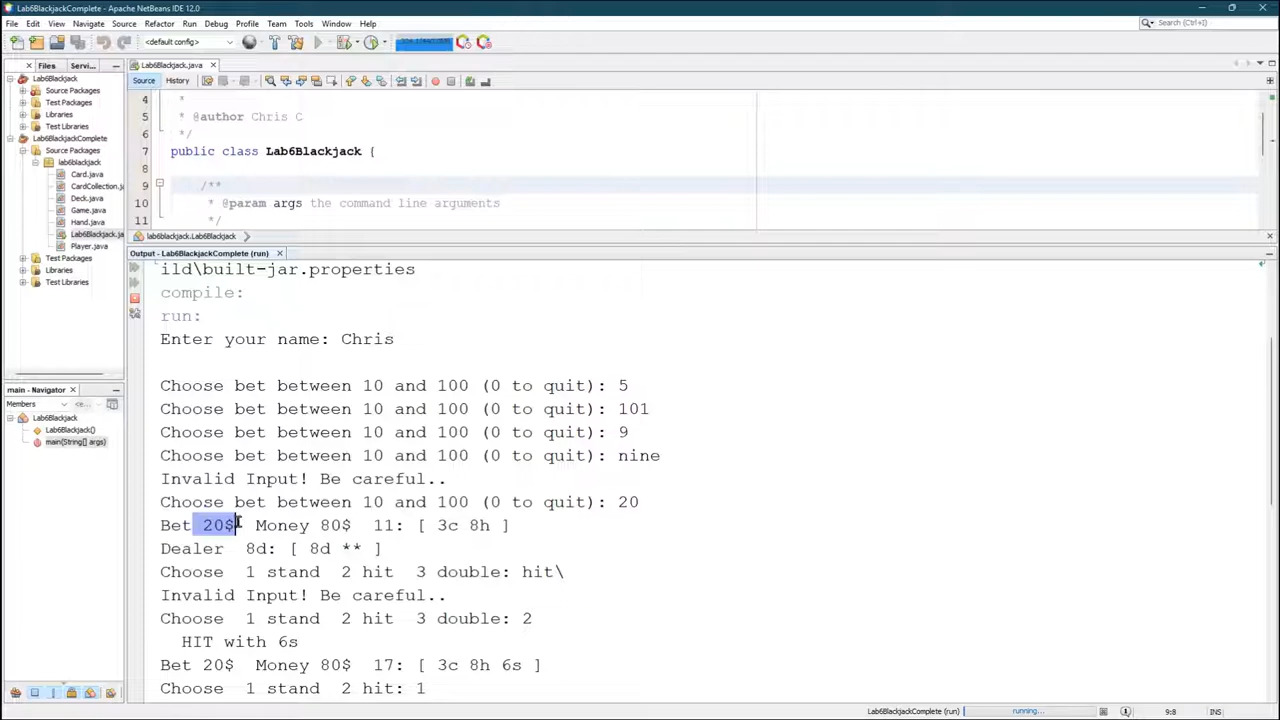 Lab6BlackjackComplete - Apache NetBeans IDE 12.0
File Edit View Navigate Source Refactor Run Debug Profile Team Tools Window Help
Search (Ctrl+I)
<default config>
Files Servi...
Lab6Blackjack
Source Packages
Test Packages
Libraries
Test Libraries
Lab6BlackjackComplete
Source Packages
lab6blackjack
Card.java
CardCollection.ja
Deck.java
Game.java
Hand.java
Lab6Blackjack.ja
Player.java
Test Packages
Libraries
Test Libraries
main - Navigator
Members
Lab6Blackjack
Lab6Blackjack()
main(String[] args)
Lab6Blackjack.java
Source History
4 *
5 * @author Chris C
6 */
7 public class Lab6Blackjack {
8
9 /**
10 * @param args the command line arguments
11 */
lab6blackjack.Lab6Blackjack
Output - Lab6BlackjackComplete (run)
ild\built-jar.properties
compile:
run:
Enter your name: Chris
Choose bet between 10 and 100 (0 to quit): 5
Choose bet between 10 and 100 (0 to quit): 101
Choose bet between 10 and 100 (0 to quit): 9
Choose bet between 10 and 100 (0 to quit): nine
Invalid Input! Be careful..
Choose bet between 10 and 100 (0 to quit): 20
Bet 20$ Money 80$ 11: [ 3c 8h ]
Dealer 8d: [ 8d ** ]
Choose 1 stand 2 hit 3 double: hit\
Invalid Input! Be careful..
Choose 1 stand 2 hit 3 double: 2
HIT with 6s
Bet 20$ Money 80$ 17: [ 3c 8h 6s ]
Choose 1 stand 2 hit: 1
Lab6BlackjackComplete (run) running... 9:8 INS